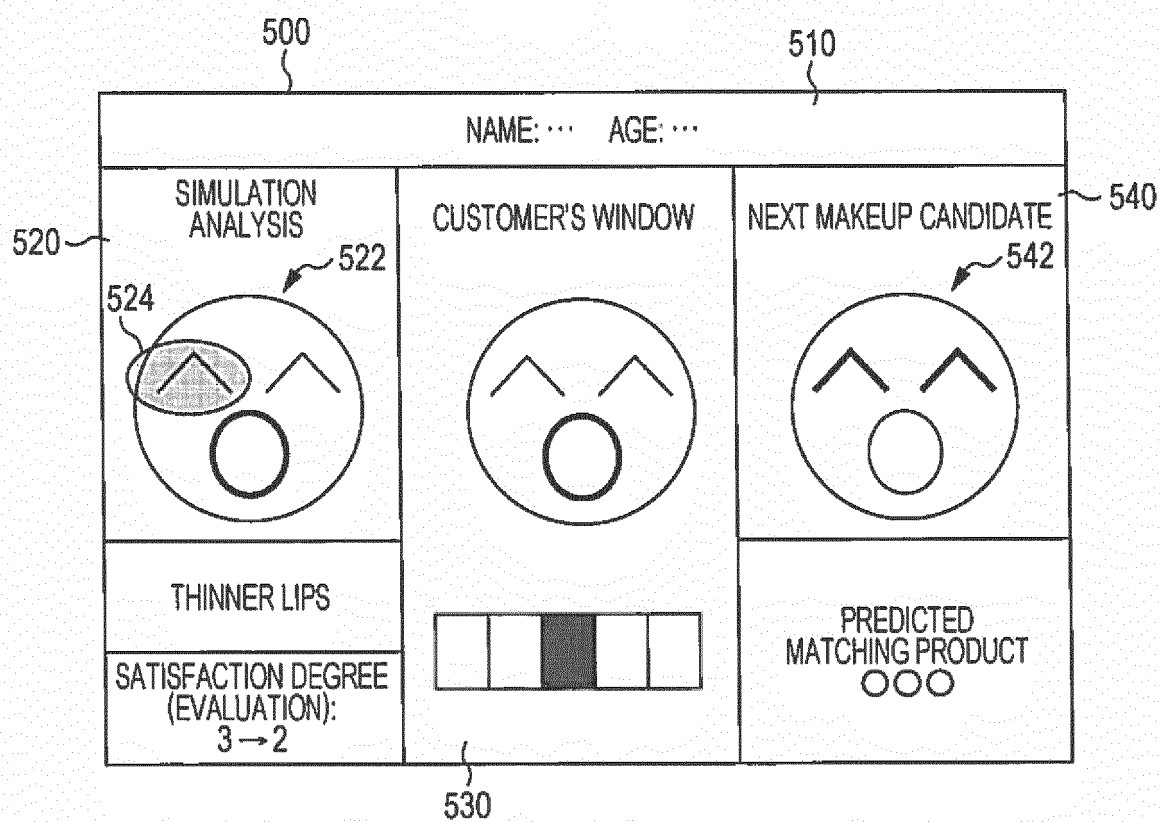 500
510
NAME: ··· AGE: ···
SIMULATION
ANALYSIS
CUSTOMER'S WINDOW
NEXT MAKEUP CANDIDATE
540
520
522
542
524
THINNER LIPS
SATISFACTION DEGREE
(EVALUATION):
3→2
PREDICTED
MATCHING PRODUCT
○○○
530